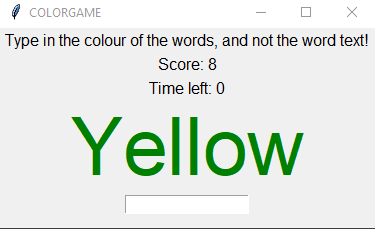 COLORGAME
Type in the colour of the words, and not the word text!
Score: 8
Time left: 0
Yellow